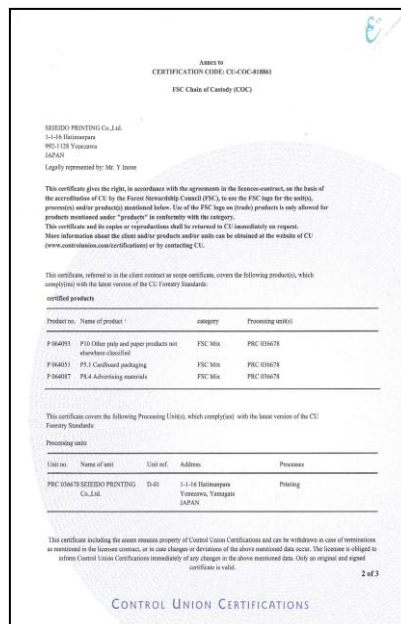 Annex to
CERTIFICATION CODE: CU-COC-818861
FSC Chain of Custody (COC)
SEIEIDO PRINTING Co.,Ltd.
1-1-16 Hatimanpara
992-1128 Yonezawa
JAPAN
Legally represented by: Mr. Y Inoue
This certificate gives the right, in accordance with the agreements in the licensee-contract, on the basis of
the accreditation of CU by the Forest Stewardship Council (FSC), to use the FSC logo for the unit(s),
process(es) and/or product(s) mentioned below. Use of the FSC logo on (trade) products is only allowed for
products mentioned under "products" in conformity with the category.
This certificate and its copies or reproductions shall be returned to CU immediately on request.
More information about the client and/or products and/or units can be obtained at the website of CU
(www.controlunion.com/certifications) or by contacting CU.
This certificate, referred to in the client contract as scope certificate, covers the following product(s), which
comply(ies) with the latest version of the CU Forestry Standards:
certified products
Product no. Name of product category Processing unit(s)
P 064093 P10 Other pulp and paper products not elsewhere classified FSC Mix PRC 036678
P 064051 P5.1 Cardboard packaging FSC Mix PRC 036678
P 064087 P8.4 Advertising materials FSC Mix PRC 036678
This certificate covers the following Processing Unit(s), which comply(ies) with the latest version of the CU
Forestry Standards:
Processing units
Unit no. Name of unit Unit ref. Address Processes
PRC 036678 SEIEIDO PRINTING D-01 1-1-16 Hatimanpara Printing
Co.,Ltd. Yonezawa, Yamagata
JAPAN
This certificate including the annex remains property of Control Union Certifications and can be withdrawn in case of terminations
as mentioned in the licensee contract, or in case changes or deviations of the above mentioned data occur. The licensee is obliged to
inform Control Union Certifications immediately of any changes in the above mentioned data. Only an original and signed
certificate is valid.
2 of 3
CONTROL UNION CERTIFICATIONS